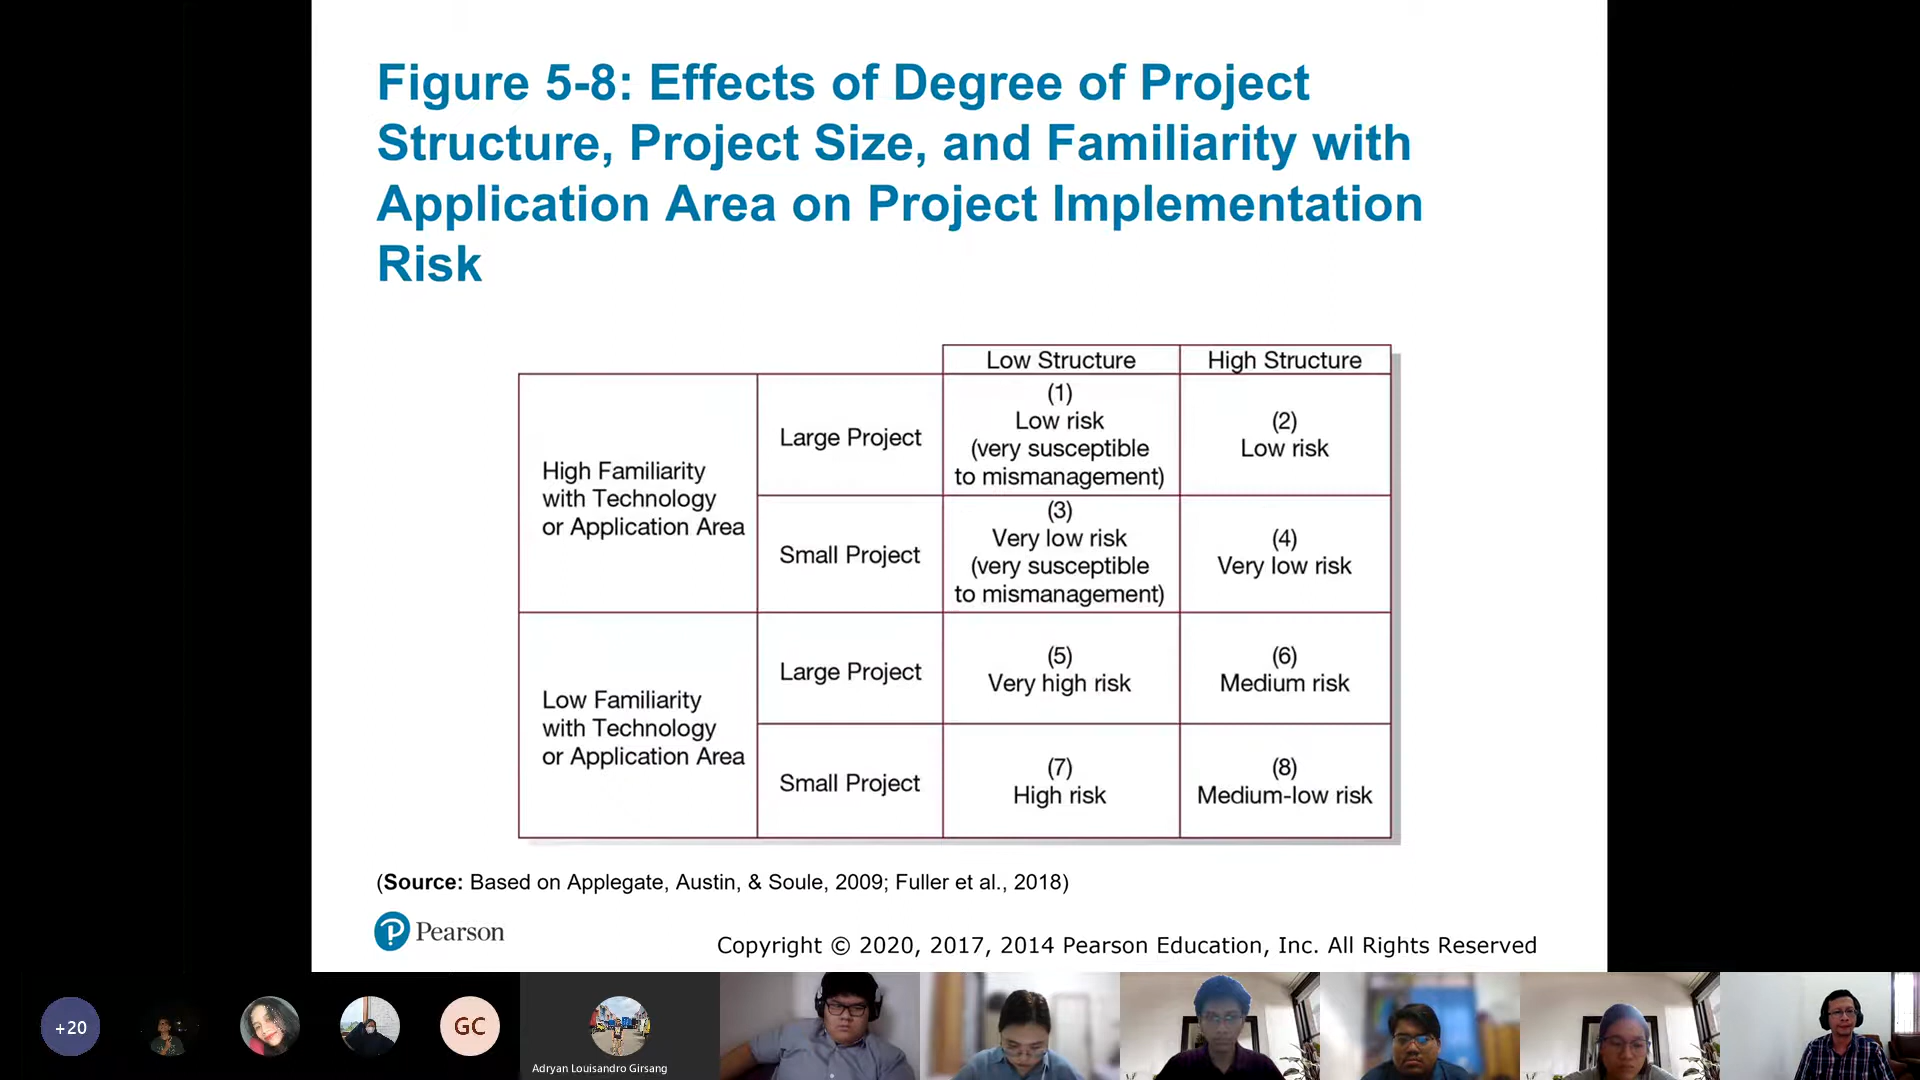 Figure 5-8: Effects of Degree of Project
Structure, Project Size, and Familiarity with
Application Area on Project Implementation
Risk
Low Structure
High Structure
High Familiarity
with Technology
or Application Area
Large Project
(1)
Low risk
(very susceptible
to mismanagement)
(2)
Low risk
Small Project
(3)
Very low risk
(very susceptible
to mismanagement)
(4)
Very low risk
Low Familiarity
with Technology
or Application Area
Large Project
(5)
Very high risk
(6)
Medium risk
Small Project
(7)
High risk
(8)
Medium-low risk
(Source: Based on Applegate, Austin, & Soule, 2009; Fuller et al., 2018)
P Pearson
Copyright © 2020, 2017, 2014 Pearson Education, Inc. All Rights Reserved
+20
GC
Adryan Louisandro Girsang